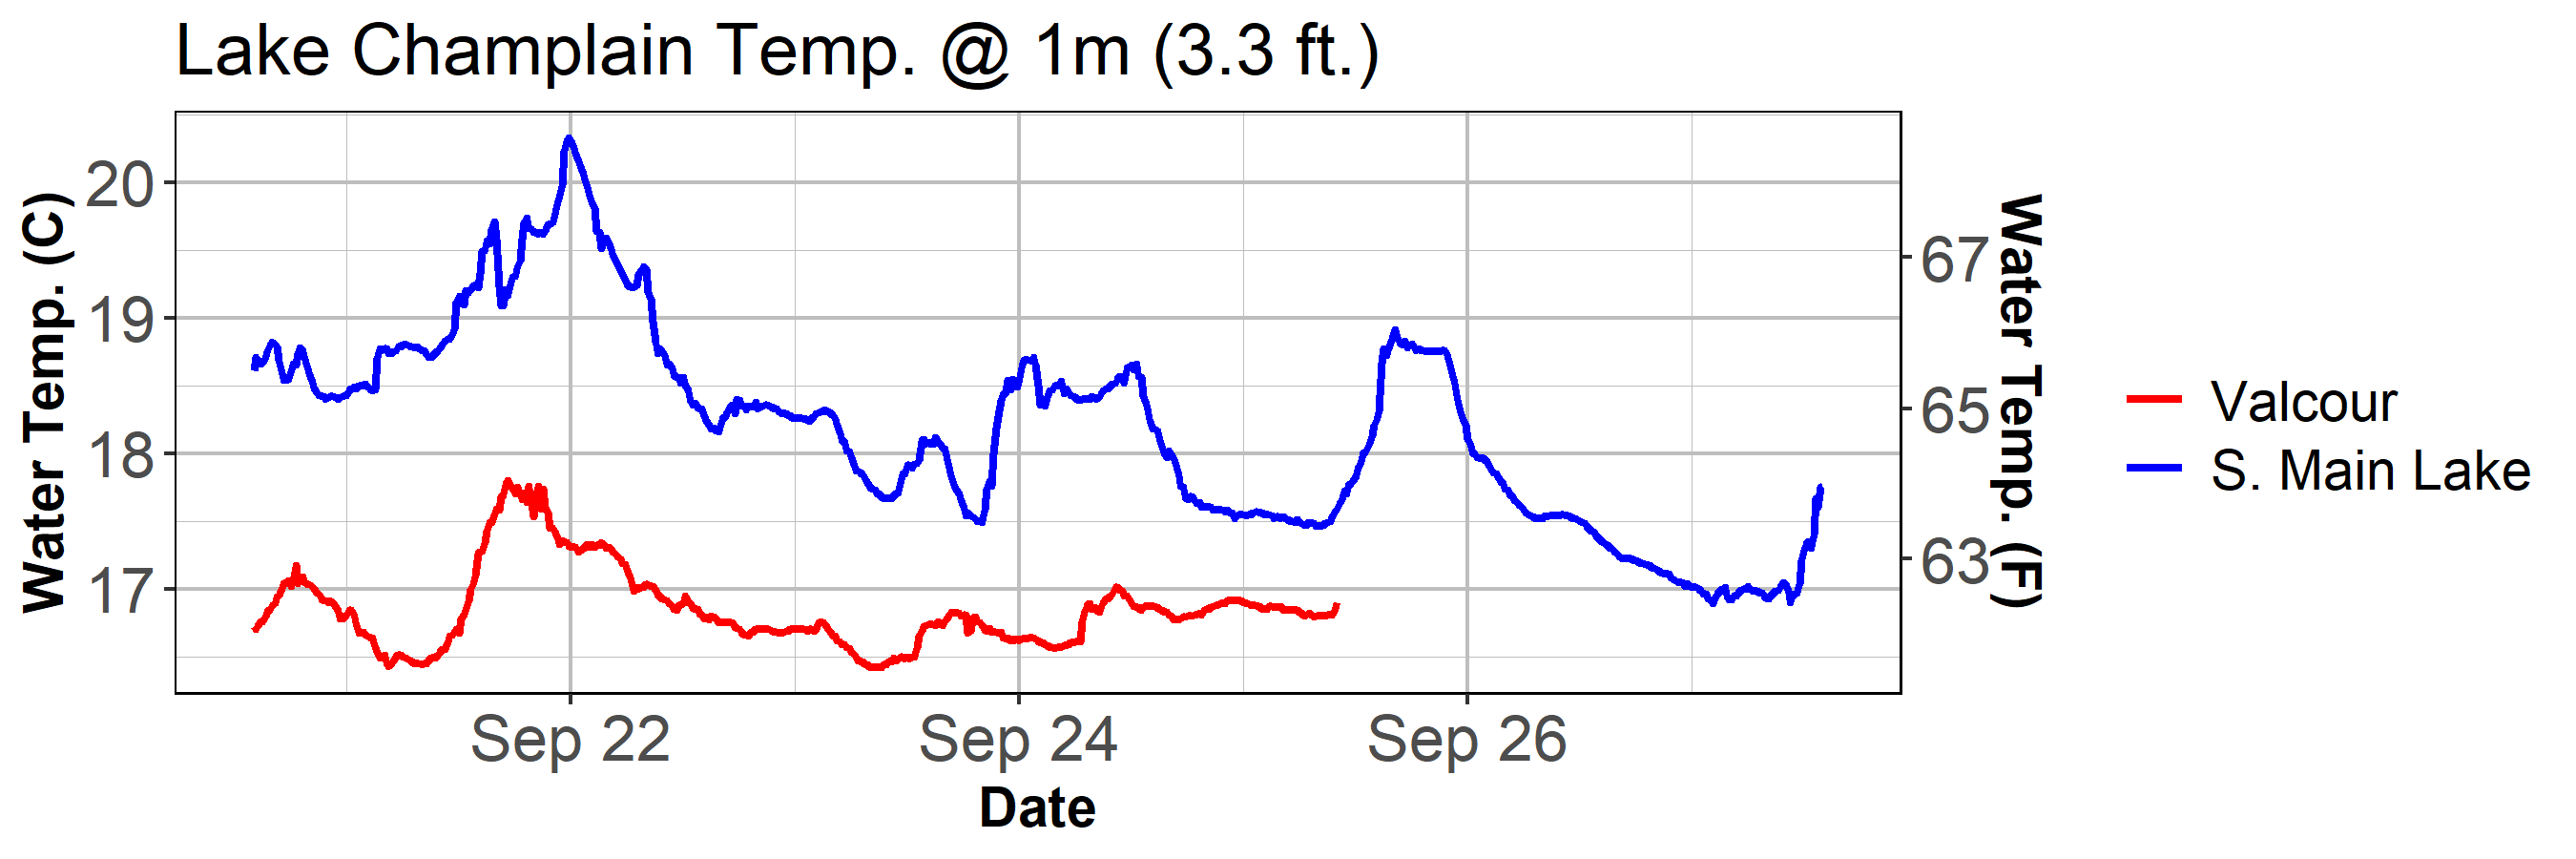 Lake Champlain Temp. @ 1m (3.3 ft.)
Water Temp. (C)
20
19
18
17
67
65
63
Water Temp. (F)
Sep 22
Sep 24
Sep 26
Date
Valcour
S. Main Lake